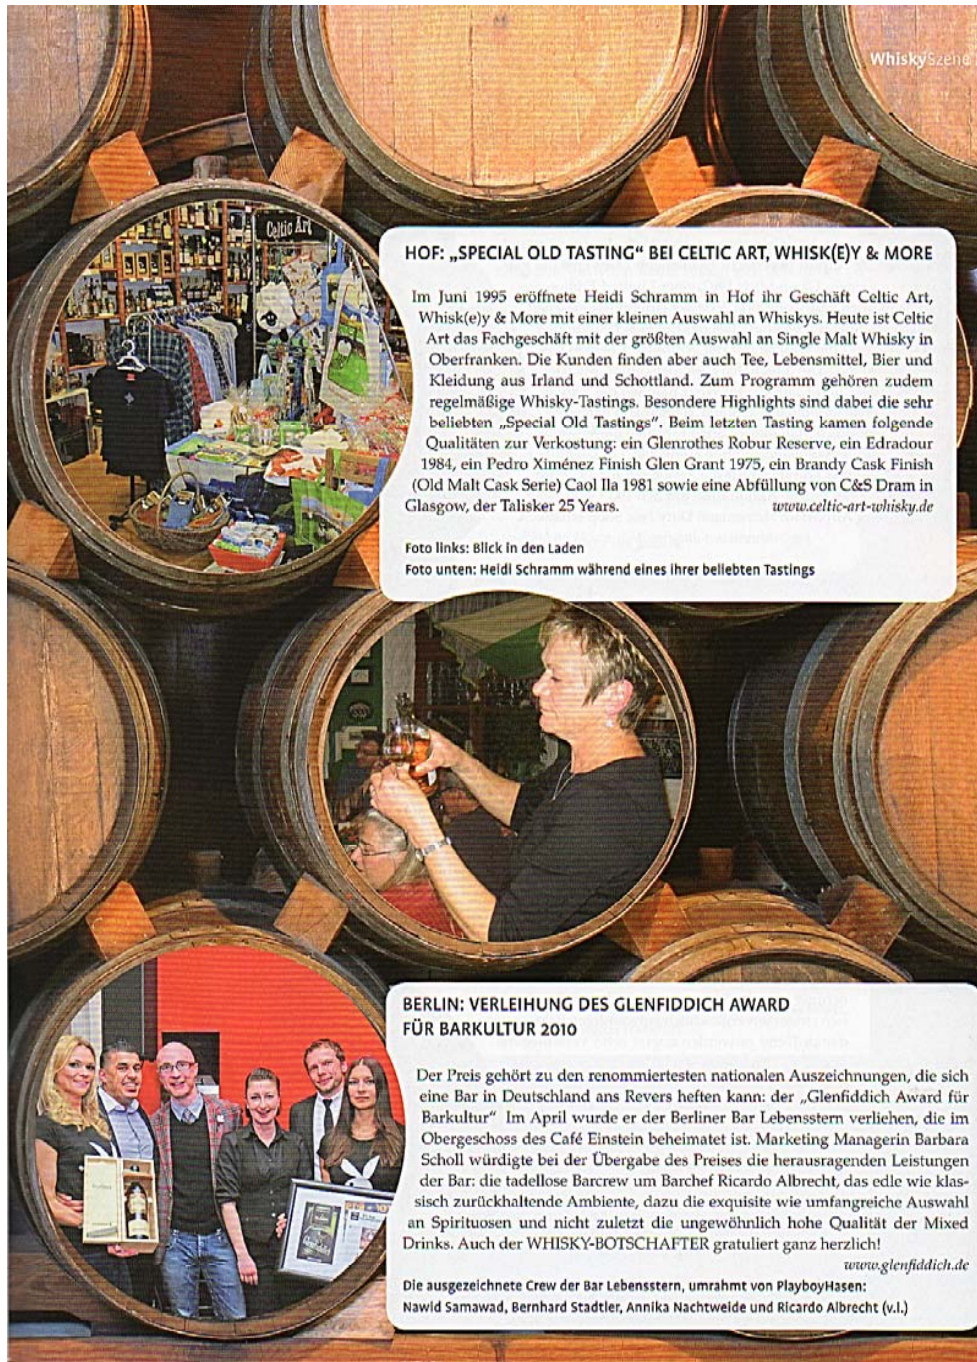 WhiskySzene
Celtic Art
HOF: „SPECIAL OLD TASTING“ BEI CELTIC ART, WHISK(E)Y & MORE
Im Juni 1995 eröffnete Heidi Schramm in Hof ihr Geschäft Celtic Art,
Whisk(e)y & More mit einer kleinen Auswahl an Whiskys. Heute ist Celtic
Art das Fachgeschäft mit der größten Auswahl an Single Malt Whisky in
Oberfranken. Die Kunden finden aber auch Tee, Lebensmittel, Bier und
Kleidung aus Irland und Schottland. Zum Programm gehören zudem
regelmäßige Whisky-Tastings. Besondere Highlights sind dabei die sehr
beliebten „Special Old Tastings“. Beim letzten Tasting kamen folgende
Qualitäten zur Verkostung: ein Glenrothes Robur Reserve, ein Edradour
1984, ein Pedro Ximénez Finish Glen Grant 1975, ein Brandy Cask Finish
(Old Malt Cask Serie) Caol Ila 1981 sowie eine Abfüllung von C&S Dram in
Glasgow, der Talisker 25 Years. www.celtic-art-whisky.de
Foto links: Blick in den Laden
Foto unten: Heidi Schramm während eines ihrer beliebten Tastings
BERLIN: VERLEIHUNG DES GLENFIDDICH AWARD
FÜR BARKULTUR 2010
Der Preis gehört zu den renommiertesten nationalen Auszeichnungen, die sich
eine Bar in Deutschland ans Revers heften kann: der „Glenfiddich Award für
Barkultur“ Im April wurde er der Berliner Bar Lebensstern verliehen, die im
Obergeschoss des Café Einstein beheimatet ist. Marketing Managerin Barbara
Scholl würdigte bei der Übergabe des Preises die herausragenden Leistungen
der Bar: die tadellose Barcrew um Barchef Ricardo Albrecht, das edle wie klas-
sisch zurückhaltende Ambiente, dazu die exquisite wie umfangreiche Auswahl
an Spirituosen und nicht zuletzt die ungewöhnlich hohe Qualität der Mixed
Drinks. Auch der WHISKY-BOTSCHAFTER gratuliert ganz herzlich!
www.glenfiddich.de
Die ausgezeichnete Crew der Bar Lebensstern, umrahmt von PlayboyHasen:
Nawid Samawad, Bernhard Stadtler, Annika Nachtweide und Ricardo Albrecht (v.l.)